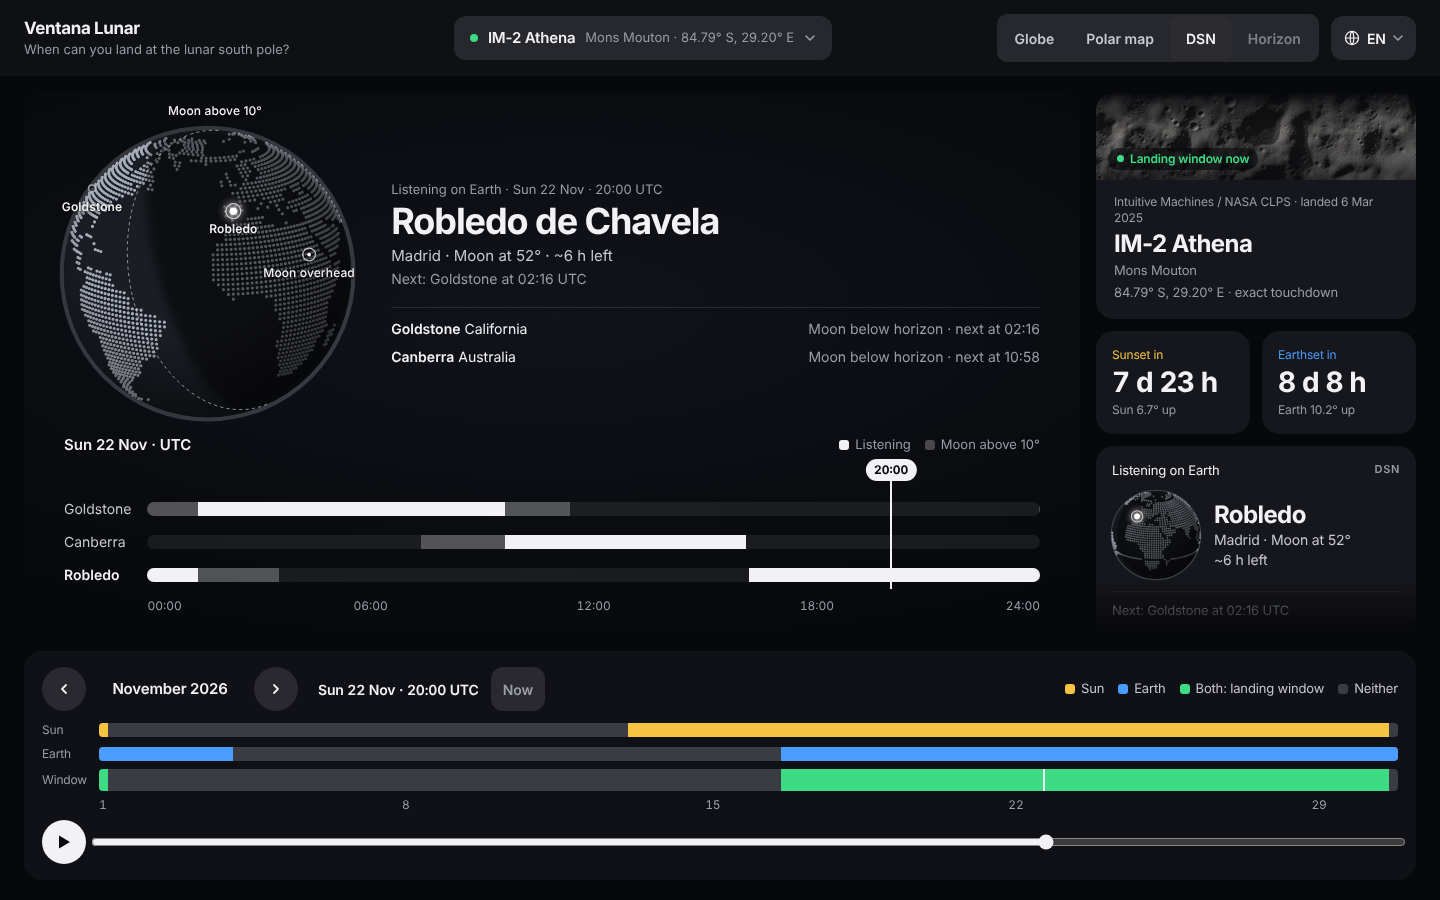 Ventana Lunar
When can you land at the lunar south pole?
IM-2 Athena Mons Mouton · 84.79° S, 29.20° E
Globe Polar map DSN Horizon
EN
Moon above 10°
Goldstone
Robledo
Moon overhead
Listening on Earth · Sun 22 Nov · 20:00 UTC
Robledo de Chavela
Madrid · Moon at 52° · ~6 h left
Next: Goldstone at 02:16 UTC
Goldstone California Moon below horizon · next at 02:16
Canberra Australia Moon below horizon · next at 10:58
Sun 22 Nov · UTC
Listening Moon above 10°
20:00
Goldstone
Canberra
Robledo
00:00 06:00 12:00 18:00 24:00
Landing window now
Intuitive Machines / NASA CLPS · landed 6 Mar
2025
IM-2 Athena
Mons Mouton
84.79° S, 29.20° E · exact touchdown
Sunset in
7 d 23 h
Sun 6.7° up
Earthset in
8 d 8 h
Earth 10.2° up
Listening on Earth DSN
Robledo
Madrid · Moon at 52°
~6 h left
Next: Goldstone at 02:16 UTC
November 2026
Sun 22 Nov · 20:00 UTC Now
Sun Earth Both: landing window Neither
Sun
Earth
Window
1 8 15 22 29